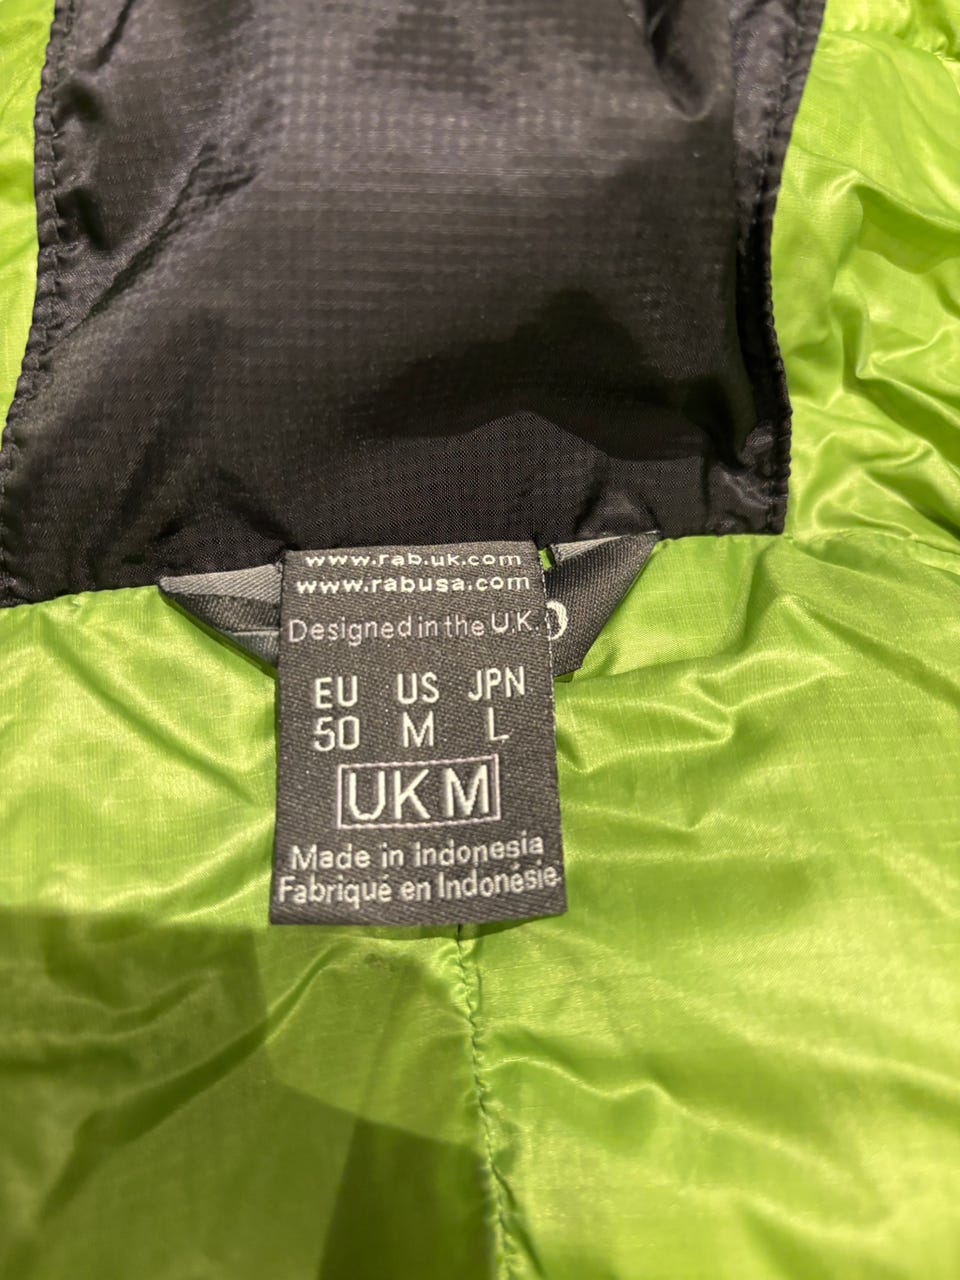 www.rab.uk.com
www.rabusa.com
Designed in the U.K.
EU US JPN
50 M L
UK M
Made in Indonesia
Fabriqué en Indonésie